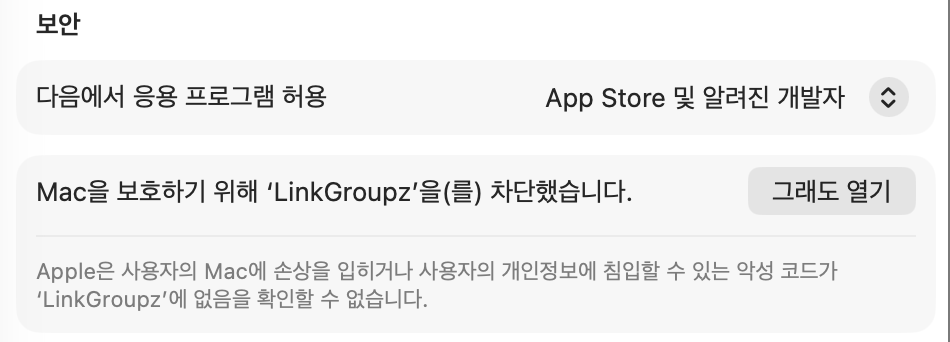 보안
다음에서 응용 프로그램 허용 App Store 및 알려진 개발자
Mac을 보호하기 위해 ‘LinkGroupz’을(를) 차단했습니다. 그래도 열기
Apple은 사용자의 Mac에 손상을 입히거나 사용자의 개인정보에 침입할 수 있는 악성 코드가
‘LinkGroupz’에 없음을 확인할 수 없습니다.